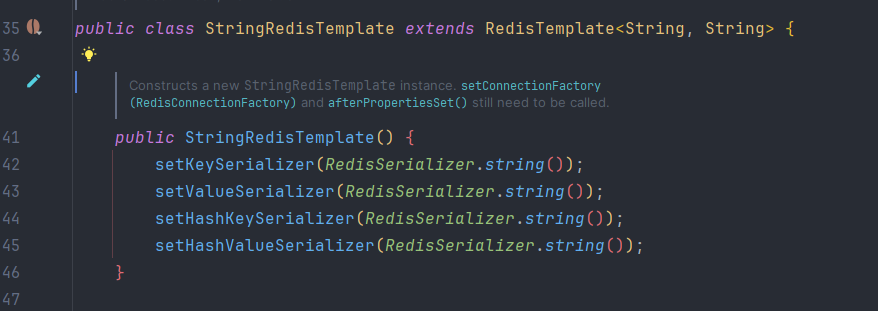 35 public class StringRedisTemplate extends RedisTemplate<String, String> {
36
Constructs a new StringRedisTemplate instance. setConnectionFactory
(RedisConnectionFactory) and afterPropertiesSet() still need to be called.
41 public StringRedisTemplate() {
42 setKeySerializer(RedisSerializer.string());
43 setValueSerializer(RedisSerializer.string());
44 setHashKeySerializer(RedisSerializer.string());
45 setHashValueSerializer(RedisSerializer.string());
46 }
47